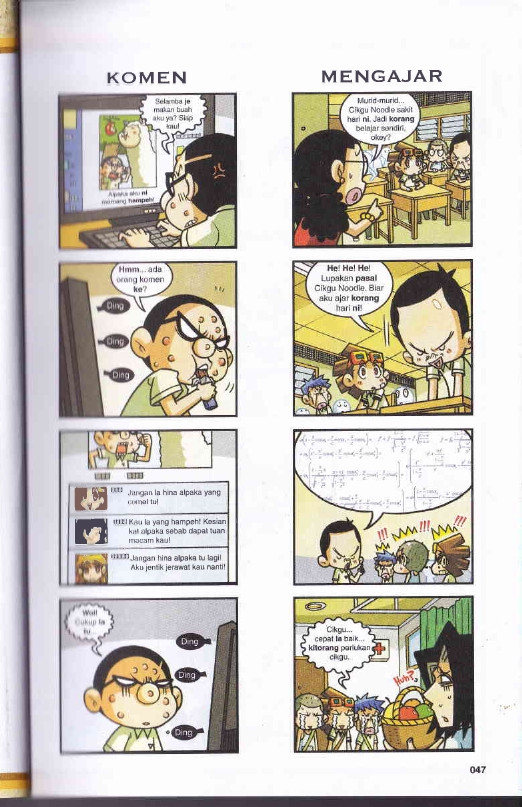 KOMEN
Selamba je
makan buah
aku ya? Siap
kau!
Alpaka aku ni
memang hampeh!
Hmm... ada
orang komen
ke?
Ding
Ding
Ding
Jangan la hina alpaka yang
comel tu!
Kau la yang hampeh! Kesian
kat alpaka sebab dapat tuan
macam kau!
Jangan hina alpaka tu lagi!
Aku jentik jerawat kau nanti!
Woi!
Cukup la
tu...
Ding
Ding
Ding
MENGAJAR
Murid-murid...
Cikgu Noodle sakit
hari ni. Jadi korang
belajar sendiri,
okey?
He! He! He!
Lupakan pasal
Cikgu Noodle. Biar
aku ajar korang
hari ni!
!!!
!!!
!!!
Cikgu...
cepat la baik...
kitorang perlukan
cikgu.
Huh?
047